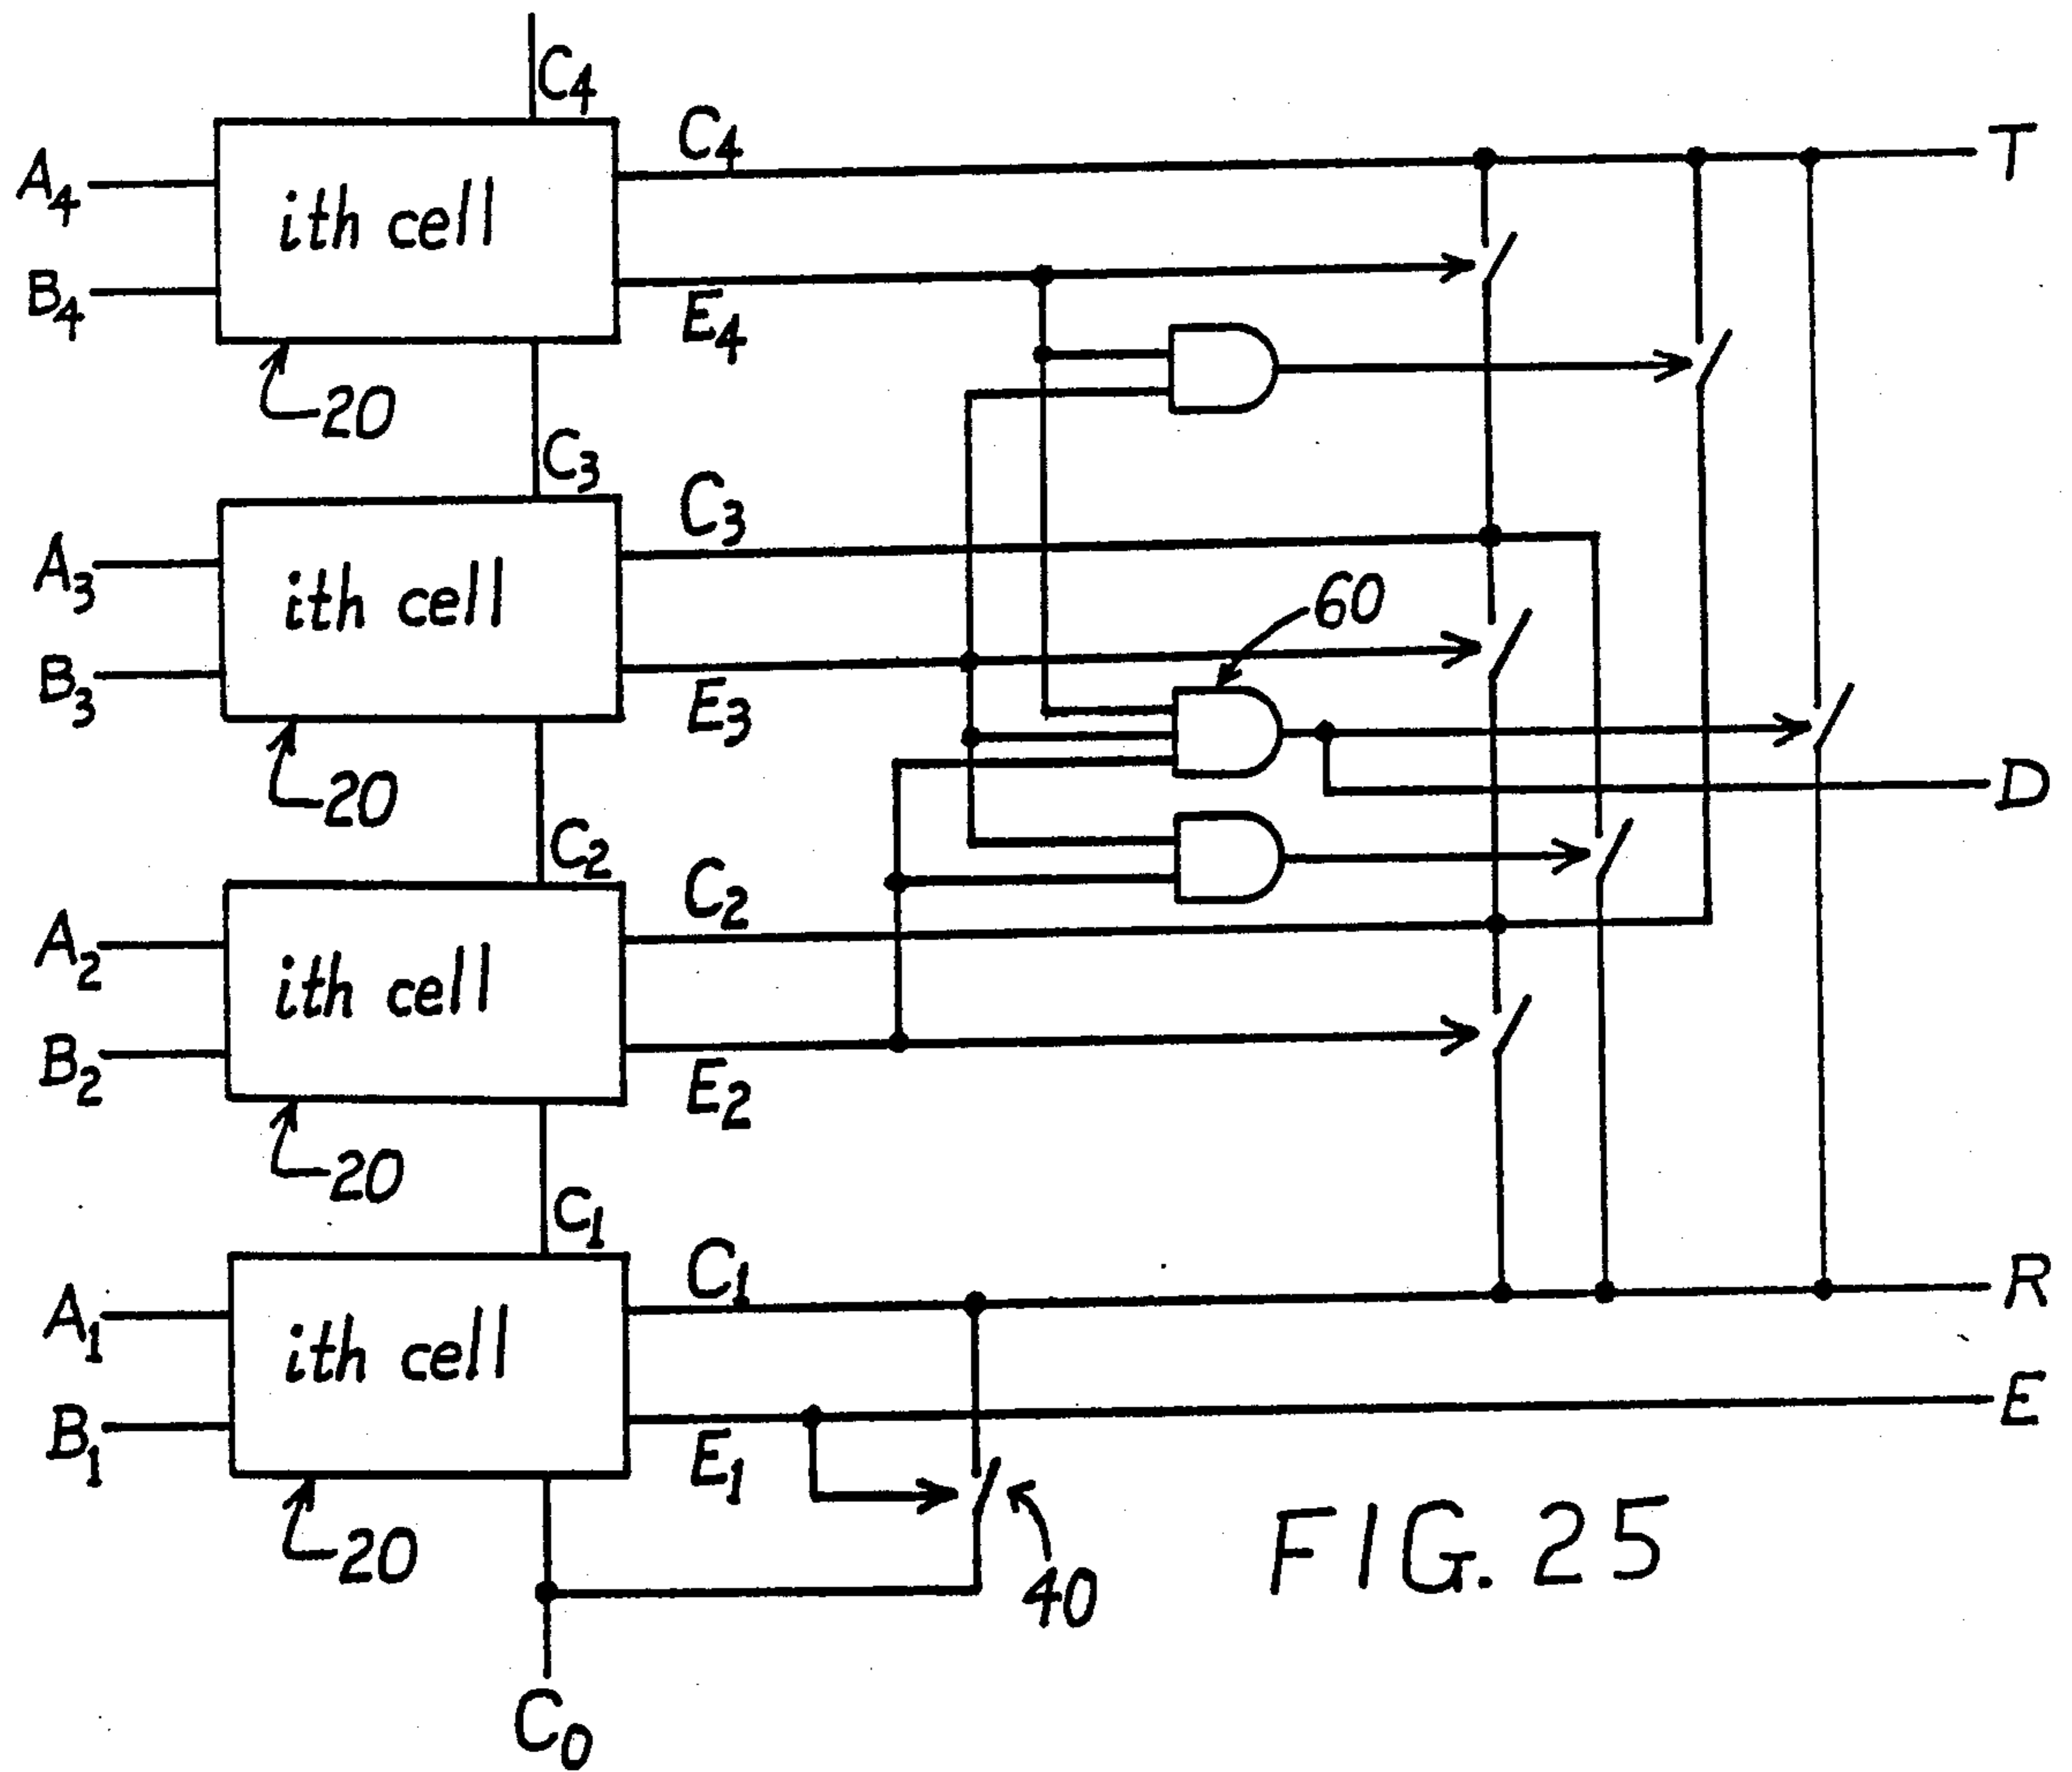 C4
C4
T
A4
ith cell
B4
E4
20
C3
C3
A3
ith cell
60
B3
E3
20
D
C2
C2
A2
ith cell
B2
E2
20
C1
C1
R
A1
ith cell
E
B1
E1
20
40
FIG. 25
C0